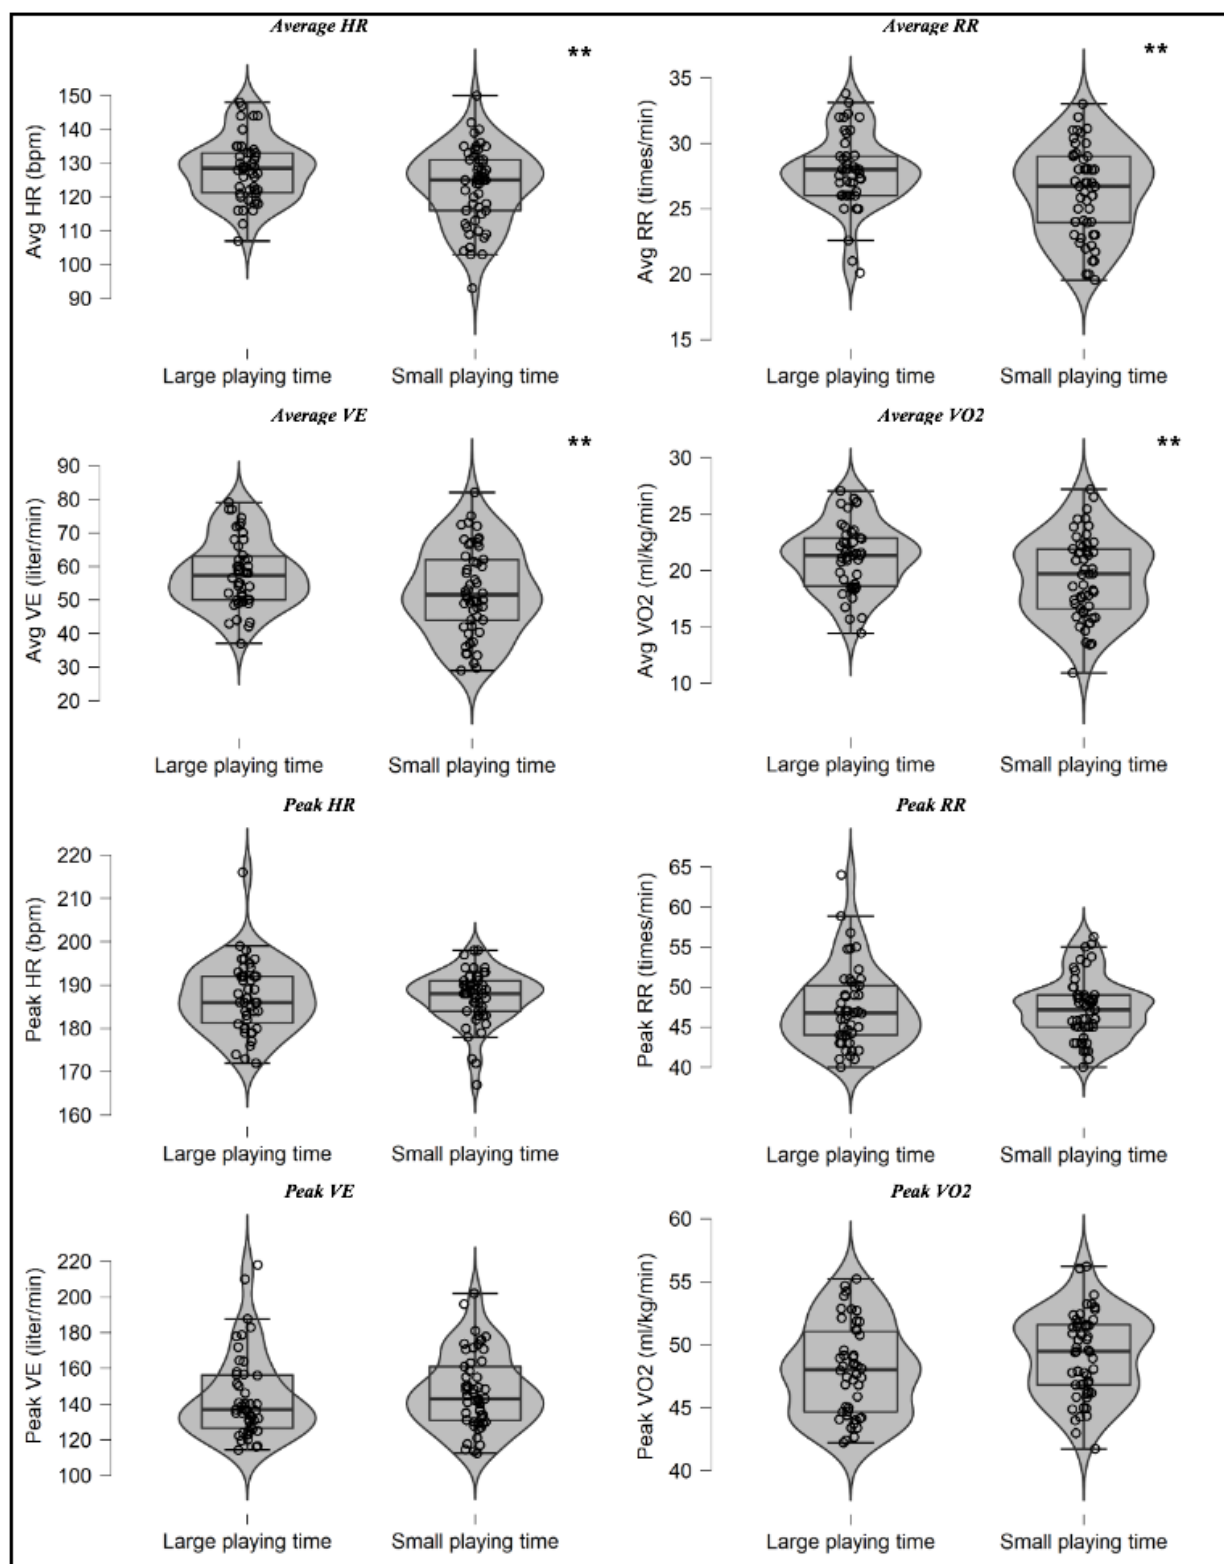 Average HR
**
Avg HR (bpm)
150
140
130
120
110
100
90
Large playing time
Small playing time
Average RR
**
Avg RR (times/min)
35
30
25
20
15
Large playing time
Small playing time
Average VE
**
Avg VE (liter/min)
90
80
70
60
50
40
30
20
Large playing time
Small playing time
Average VO2
**
Avg VO2 (ml/kg/min)
30
25
20
15
10
Large playing time
Small playing time
Peak HR
Peak HR (bpm)
220
210
200
190
180
170
160
Large playing time
Small playing time
Peak RR
Peak RR (times/min)
65
60
55
50
45
40
Large playing time
Small playing time
Peak VE
Peak VE (liter/min)
220
200
180
160
140
120
100
Large playing time
Small playing time
Peak VO2
Peak VO2 (ml/kg/min)
60
55
50
45
40
Large playing time
Small playing time